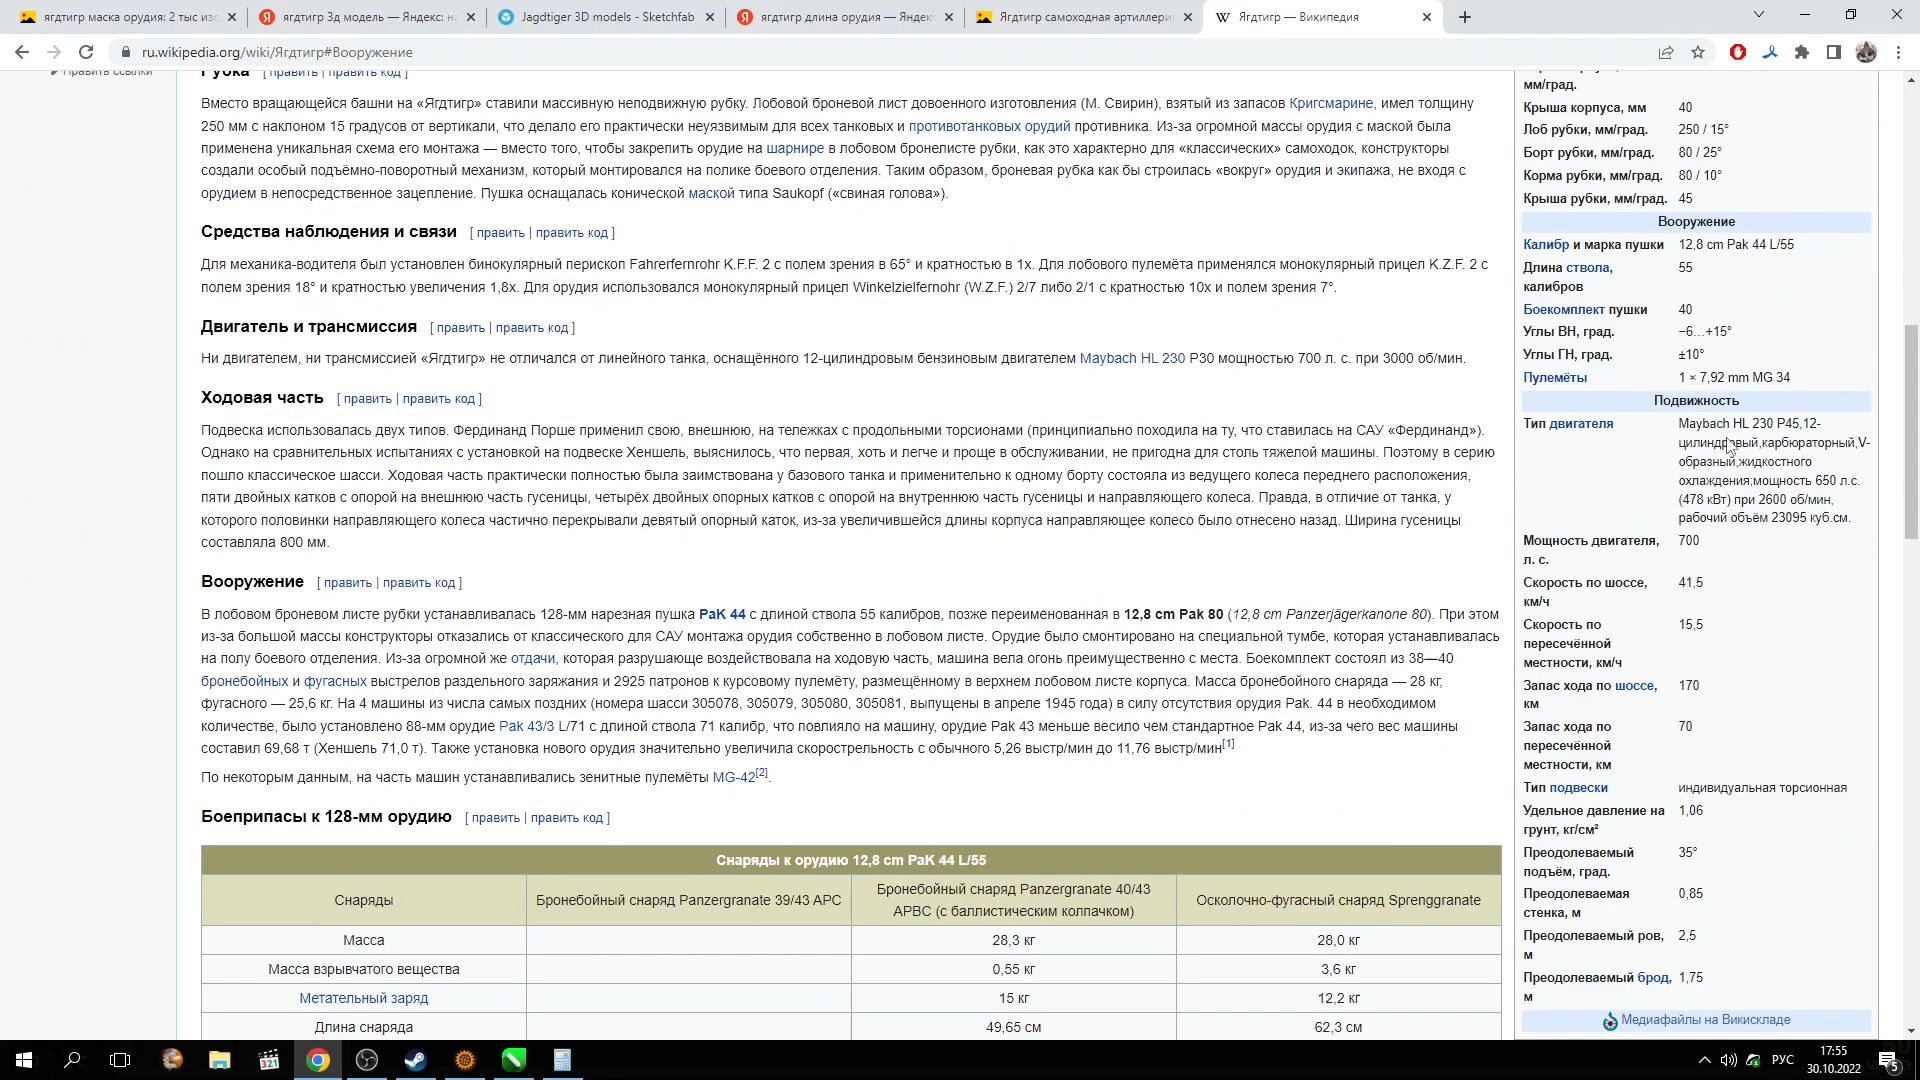 ягдтигр маска орудия: 2 тыс изо
ягдтигр 3д модель — Яндекс: на
Jagdtiger 3D models - Sketchfab
ягдтигр длина орудия — Яндекс
Ягдтигр самоходная артиллери
Ягдтигр — Википедия
ru.wikipedia.org/wiki/Ягдтигр#Вооружение
Править ссылки
Рубка [ править | править код ]
Вместо вращающейся башни на «Ягдтигр» ставили массивную неподвижную рубку. Лобовой броневой лист довоенного изготовления (М. Свирин), взятый из запасов Кригсмарине, имел толщину
250 мм с наклоном 15 градусов от вертикали, что делало его практически неуязвимым для всех танковых и противотанковых орудий противника. Из-за огромной массы орудия с маской была
применена уникальная схема его монтажа — вместо того, чтобы закрепить орудие на шарнире в лобовом бронелисте рубки, как это характерно для «классических» самоходок, конструкторы
создали особый подъёмно-поворотный механизм, который монтировался на полике боевого отделения. Таким образом, броневая рубка как бы строилась «вокруг» орудия и экипажа, не входя с
орудием в непосредственное зацепление. Пушка оснащалась конической маской типа Saukopf («свиная голова»).
Средства наблюдения и связи [ править | править код ]
Для механика-водителя был установлен бинокулярный перископ Fahrerfernrohr K.F.F. 2 с полем зрения в 65° и кратностью в 1х. Для лобового пулемёта применялся монокулярный прицел K.Z.F. 2 с
полем зрения 18° и кратностью увеличения 1,8x. Для орудия использовался монокулярный прицел Winkelzielfernohr (W.Z.F.) 2/7 либо 2/1 с кратностью 10x и полем зрения 7°.
Двигатель и трансмиссия [ править | править код ]
Ни двигателем, ни трансмиссией «Ягдтигр» не отличался от линейного танка, оснащённого 12-цилиндровым бензиновым двигателем Maybach HL 230 P30 мощностью 700 л. с. при 3000 об/мин.
Ходовая часть [ править | править код ]
Подвеска использовалась двух типов. Фердинанд Порше применил свою, внешнюю, на тележках с продольными торсионами (принципиально походила на ту, что ставилась на САУ «Фердинанд»).
Однако на сравнительных испытаниях с установкой на подвеске Хеншель, выяснилось, что первая, хоть и легче и проще в обслуживании, не пригодна для столь тяжелой машины. Поэтому в серию
пошло классическое шасси. Ходовая часть практически полностью была заимствована у базового танка и применительно к одному борту состояла из ведущего колеса переднего расположения,
пяти двойных катков с опорой на внешнюю часть гусеницы, четырёх двойных опорных катков с опорой на внутреннюю часть гусеницы и направляющего колеса. Правда, в отличие от танка, у
которого половинки направляющего колеса частично перекрывали девятый опорный каток, из-за увеличившейся длины корпуса направляющее колесо было отнесено назад. Ширина гусеницы
составляла 800 мм.
Вооружение [ править | править код ]
В лобовом броневом листе рубки устанавливалась 128-мм нарезная пушка PaK 44 с длиной ствола 55 калибров, позже переименованная в 12,8 cm Pak 80 (12,8 cm Panzerjägerkanone 80). При этом
из-за большой массы конструкторы отказались от классического для САУ монтажа орудия собственно в лобовом листе. Орудие было смонтировано на специальной тумбе, которая устанавливалась
на полу боевого отделения. Из-за огромной же отдачи, которая разрушающе воздействовала на ходовую часть, машина вела огонь преимущественно с места. Боекомплект состоял из 38—40
бронебойных и фугасных выстрелов раздельного заряжания и 2925 патронов к курсовому пулемёту, размещённому в верхнем лобовом листе корпуса. Масса бронебойного снаряда — 28 кг,
фугасного — 25,6 кг. На 4 машины из числа самых поздних (номера шасси 305078, 305079, 305080, 305081, выпущены в апреле 1945 года) в силу отсутствия орудия Pak. 44 в необходимом
количестве, было установлено 88-мм орудие Pak 43/3 L/71 с длиной ствола 71 калибр, что повлияло на машину, орудие Pak 43 меньше весило чем стандартное Pak 44, из-за чего вес машины
составил 69,68 т (Хеншель 71,0 т). Также установка нового орудия значительно увеличила скорострельность с обычного 5,26 выстр/мин до 11,76 выстр/мин[1]
По некоторым данным, на часть машин устанавливались зенитные пулемёты MG-42[2].
Боеприпасы к 128-мм орудию [ править | править код ]
Снаряды к орудию 12,8 cm PaK 44 L/55
Снаряды Бронебойный снаряд Panzergranate 39/43 APC Бронебойный снаряд Panzergranate 40/43 APBC (с баллистическим колпачком) Осколочно-фугасный снаряд Sprenggranate
Масса 28,3 кг 28,0 кг
Масса взрывчатого вещества 0,55 кг 3,6 кг
Метательный заряд 15 кг 12,2 кг
Длина снаряда 49,65 см 62,3 см
мм/град.
Крыша корпуса, мм 40
Лоб рубки, мм/град. 250 / 15°
Борт рубки, мм/град. 80 / 25°
Корма рубки, мм/град. 80 / 10°
Крыша рубки, мм/град. 45
Вооружение
Калибр и марка пушки 12,8 cm Pak 44 L/55
Длина ствола, 55
калибров
Боекомплект пушки 40
Углы ВН, град. −6…+15°
Углы ГН, град. ±10°
Пулемёты 1 × 7,92 mm MG 34
Подвижность
Тип двигателя Maybach HL 230 P45,12-
цилиндровый,карбюраторный,V-
образный,жидкостного
охлаждения;мощность 650 л.с.
(478 кВт) при 2600 об/мин,
рабочий объём 23095 куб.см.
Мощность двигателя, 700
л. с.
Скорость по шоссе, 41,5
км/ч
Скорость по 15,5
пересечённой
местности, км/ч
Запас хода по шоссе, 170
км
Запас хода по 70
пересечённой
местности, км
Тип подвески индивидуальная торсионная
Удельное давление на 1,06
грунт, кг/см²
Преодолеваемый 35°
подъём, град.
Преодолеваемая 0,85
стенка, м
Преодолеваемый ров, 2,5
м
Преодолеваемый брод, 1,75
м
Медиафайлы на Викискладе
РУС
17:55
30.10.2022
5